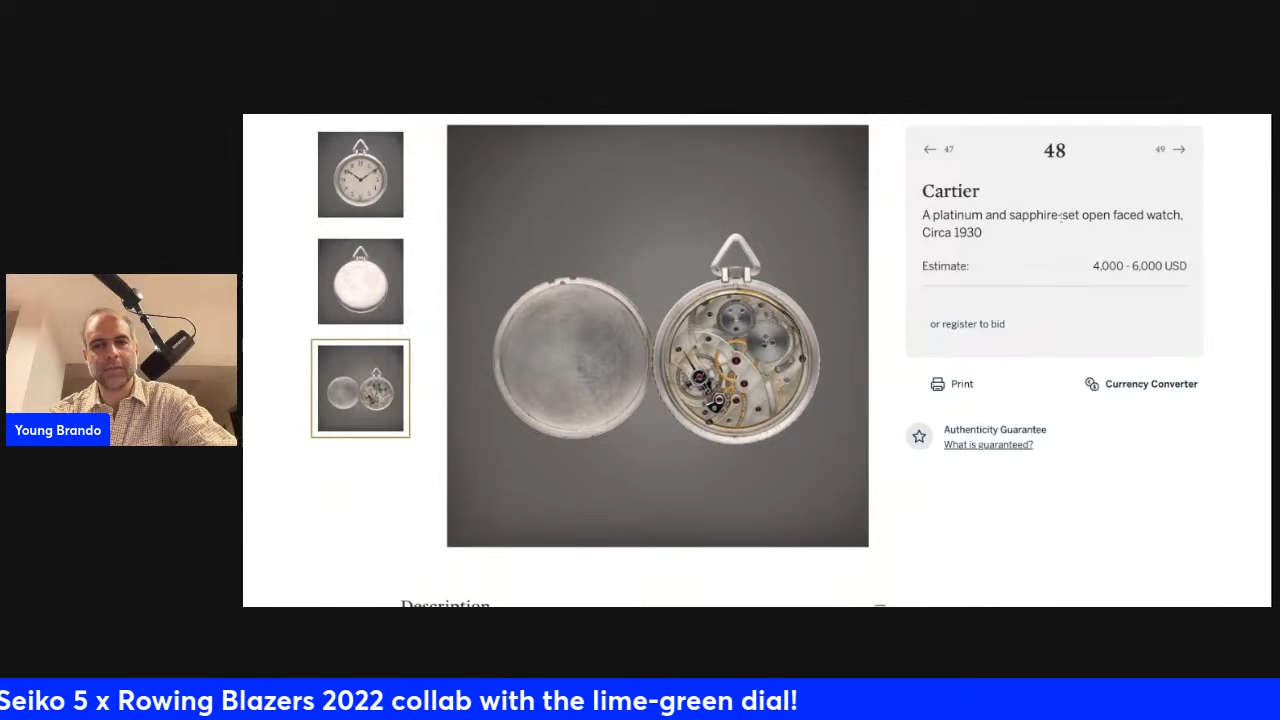 Young Brando
47
48
49
Cartier
A platinum and sapphire-set open faced watch,
Circa 1930
Estimate:
4,000 - 6,000 USD
or register to bid
Print
Currency Converter
Authenticity Guarantee
What is guaranteed?
Description
Seiko 5 x Rowing Blazers 2022 collab with the lime-green dial!